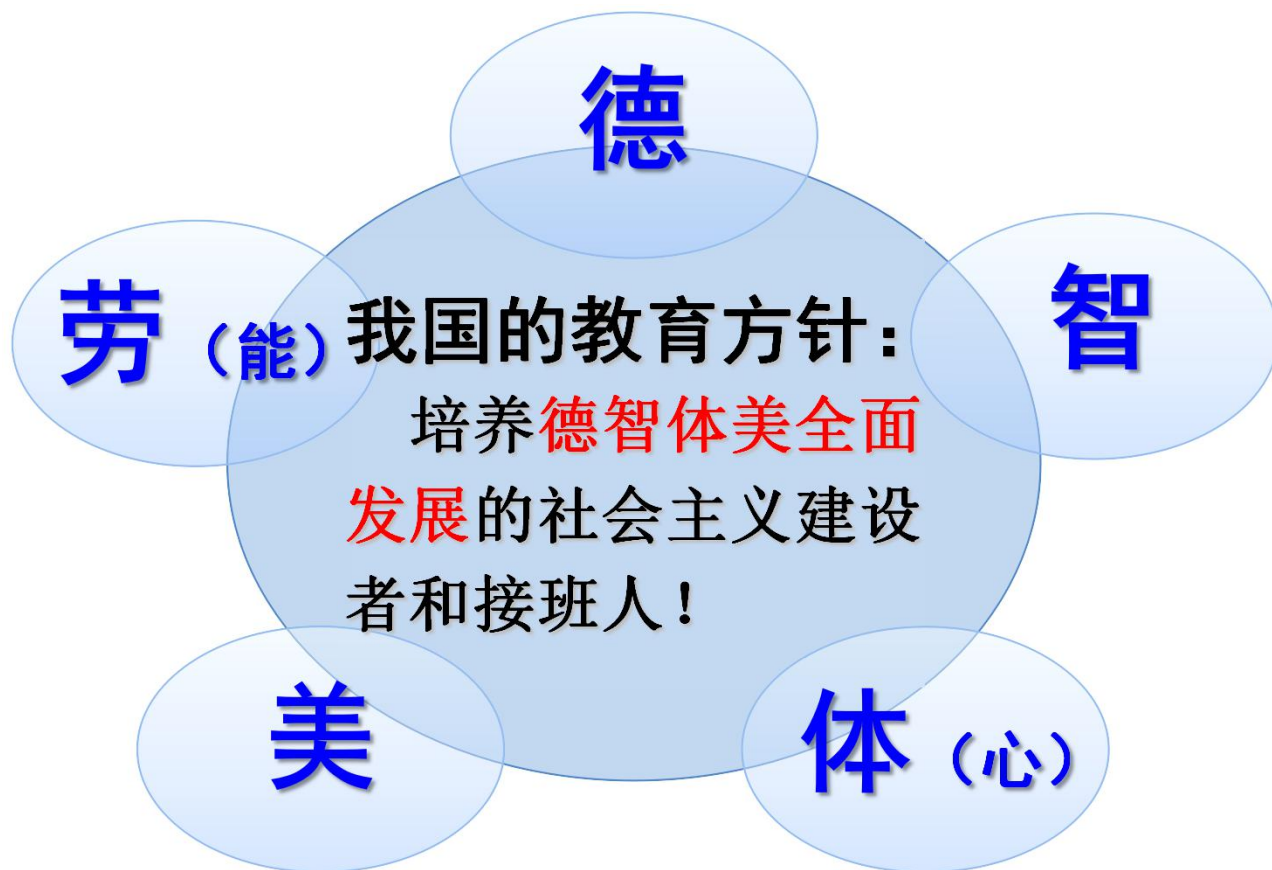 德
智
劳（能）
我国的教育方针：
培养德智体美全面
发展的社会主义建设
者和接班人！
美
体（心）